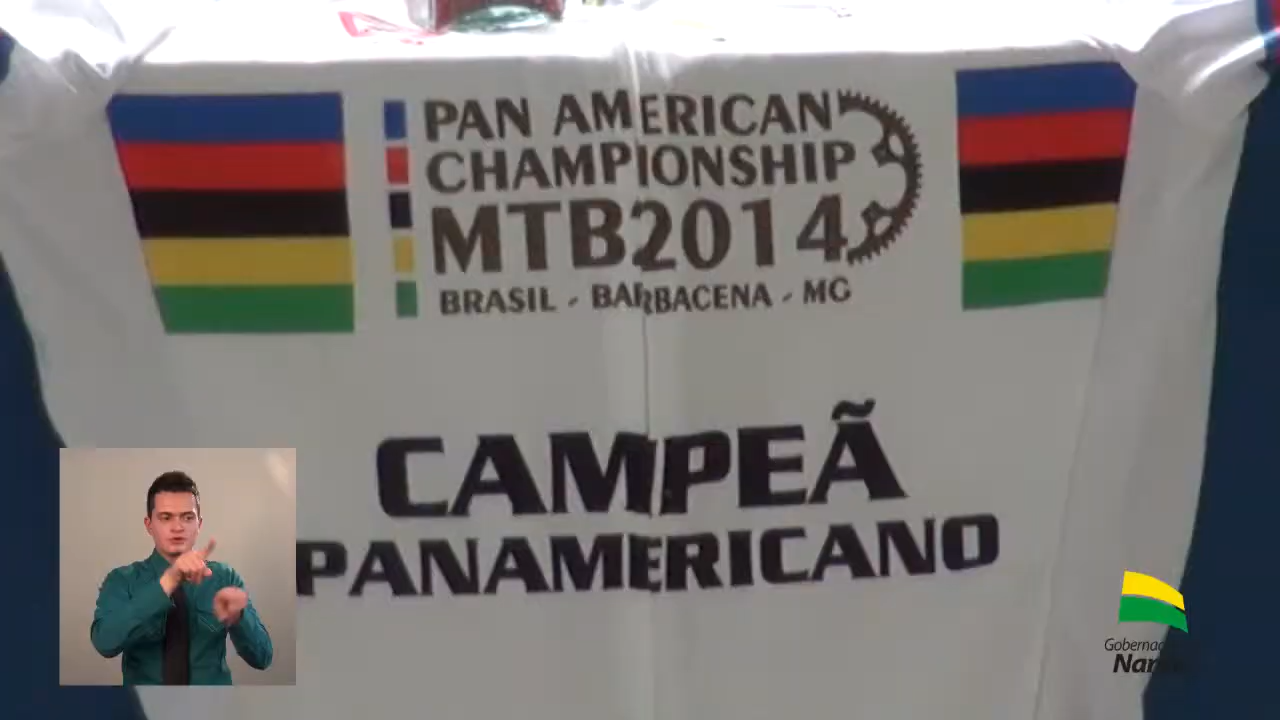 PAN AMERICAN
CHAMPIONSHIP
MTB2014
BRASIL - BARBACENA - MG
CAMPEÃ
PANAMERICANO